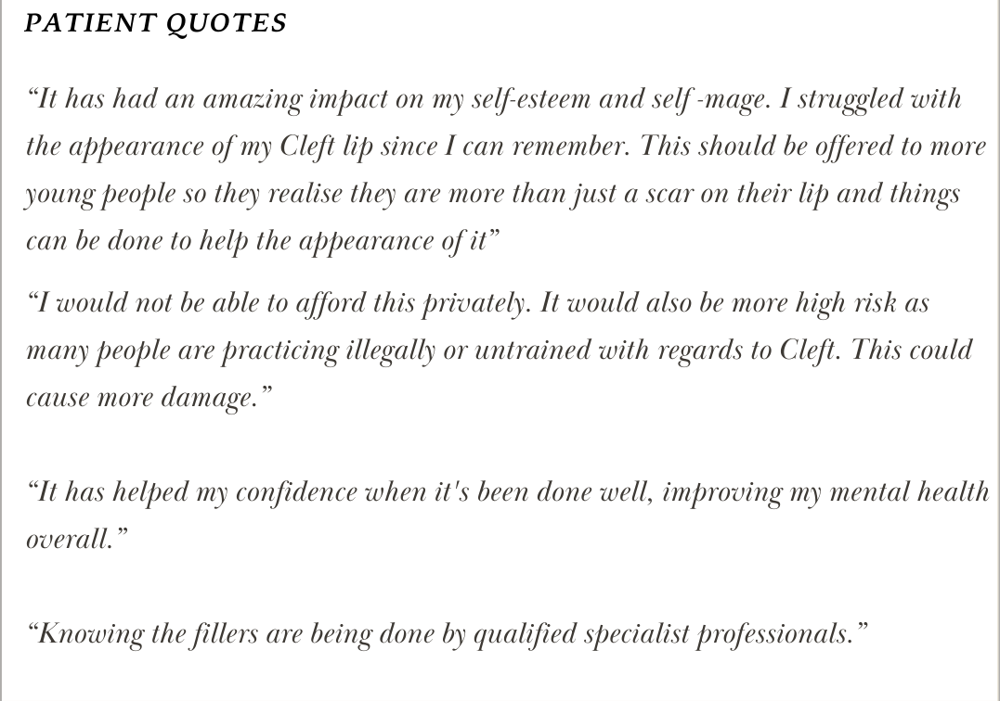 PATIENT QUOTES
“It has had an amazing impact on my self-esteem and self -mage. I struggled with
the appearance of my Cleft lip since I can remember. This should be offered to more
young people so they realise they are more than just a scar on their lip and things
can be done to help the appearance of it”
“I would not be able to afford this privately. It would also be more high risk as
many people are practicing illegally or untrained with regards to Cleft. This could
cause more damage.”
“It has helped my confidence when it's been done well, improving my mental health
overall.”
“Knowing the fillers are being done by qualified specialist professionals.”